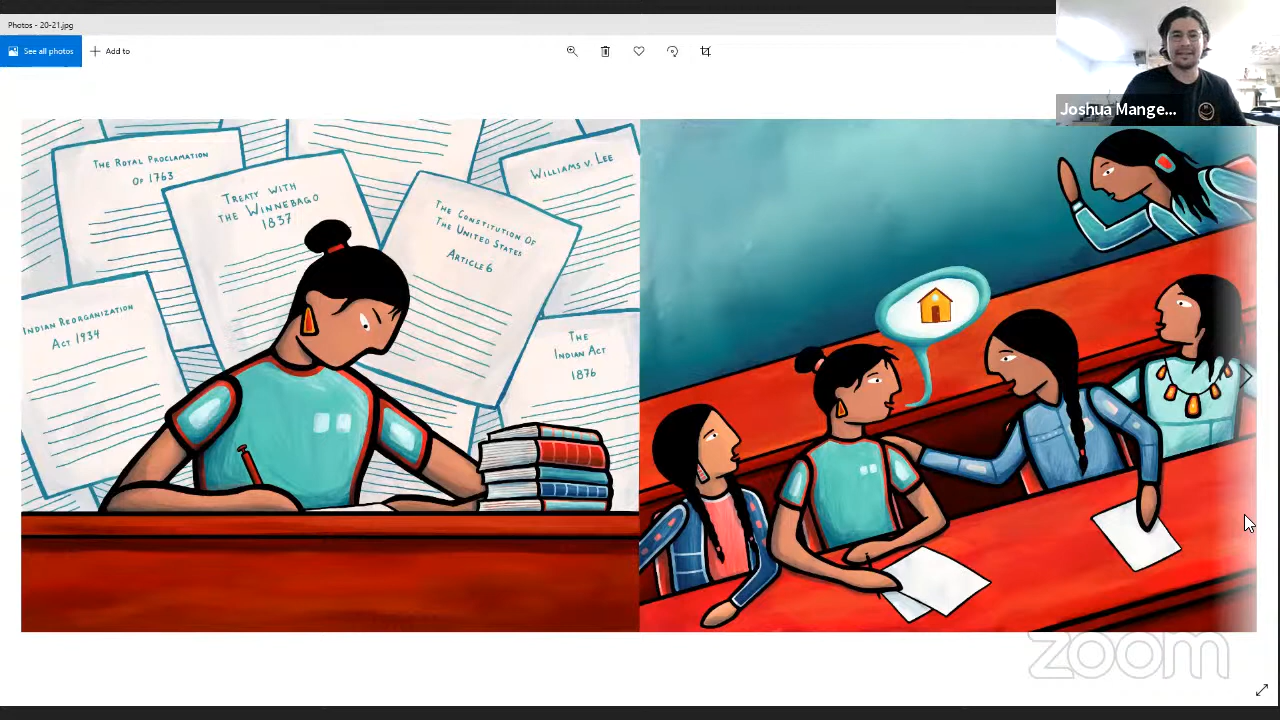 Photos - 20-21.jpg
See all photos
Add to
Joshua Mange...
THE ROYAL PROCLAMATION
OF 1763
TREATY WITH
THE WINNEBAGO
1837
THE CONSTITUTION OF
THE UNITED STATES
ARTICLE 6
WILLIAMS V. LEE
INDIAN REORGANIZATION
ACT 1934
THE
INDIAN ACT
1876
zoom